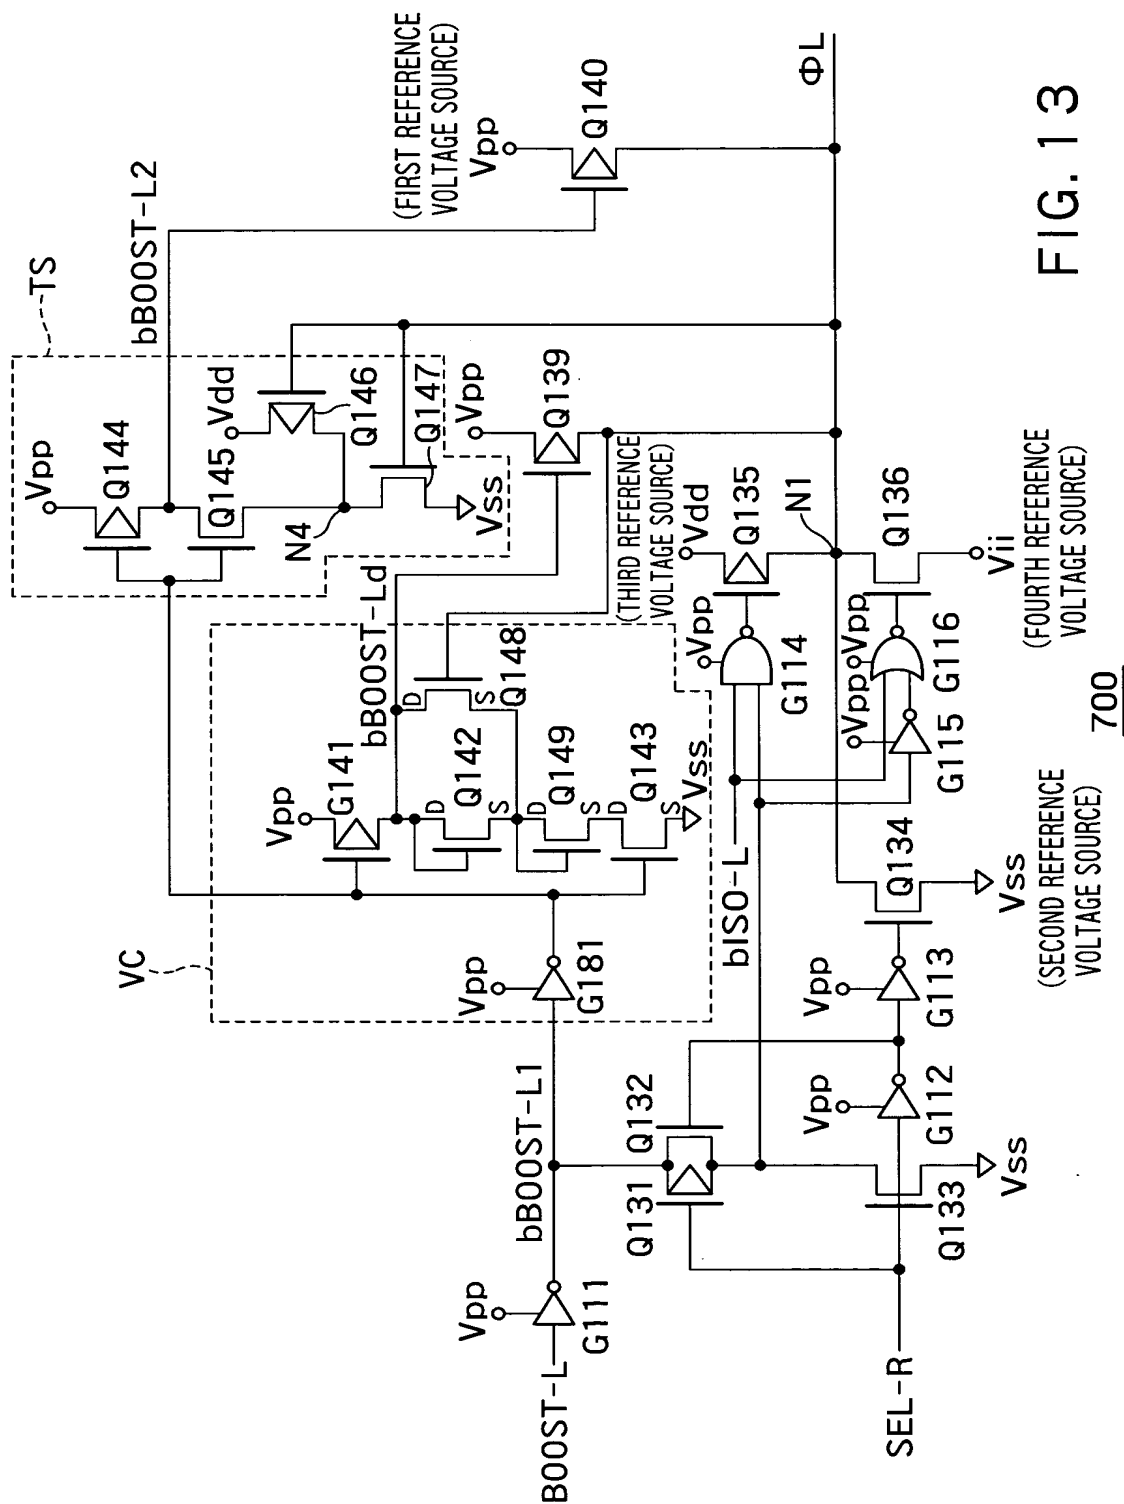 TS
Vpp
Q144
bBOOST-L2
Q145
Vdd
Q146
N4
Q147
Vss
(FIRST REFERENCE
VOLTAGE SOURCE)
Vpp
Q140
Vpp
Q139
ΦL
VC
bBOOST-Ld
Vpp
G141
D
S
Q148
D
Q142
S
D
Q149
S
D
Q143
S
Vss
Vpp
G181
(THIRD REFERENCE
VOLTAGE SOURCE)
Vdd
Q135
Vpp
G114
N1
Q136
Vpp
Vpp
G116
G115
Vii
(FOURTH REFERENCE
VOLTAGE SOURCE)
bISO-L
BOOST-L
Vpp
G111
bBOOST-L1
Q131
Q132
Vpp
G112
Vpp
G113
Q134
Vss
(SECOND REFERENCE
VOLTAGE SOURCE)
Q133
Vss
SEL-R
700
FIG. 13